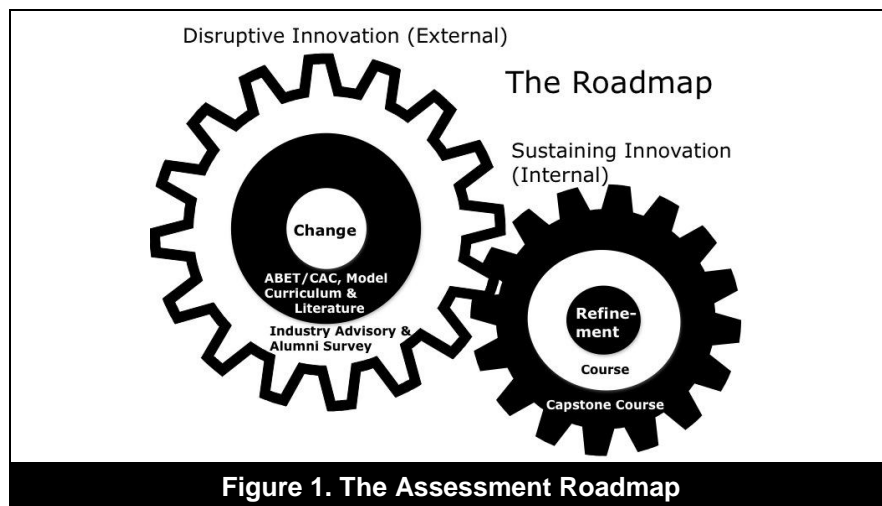 Disruptive Innovation (External)
The Roadmap
Sustaining Innovation
(Internal)
Change
ABET/CAC, Model
Curriculum &
Literature
Industry Advisory &
Alumni Survey
Refine-
ment
Course
Capstone Course
Figure 1. The Assessment Roadmap